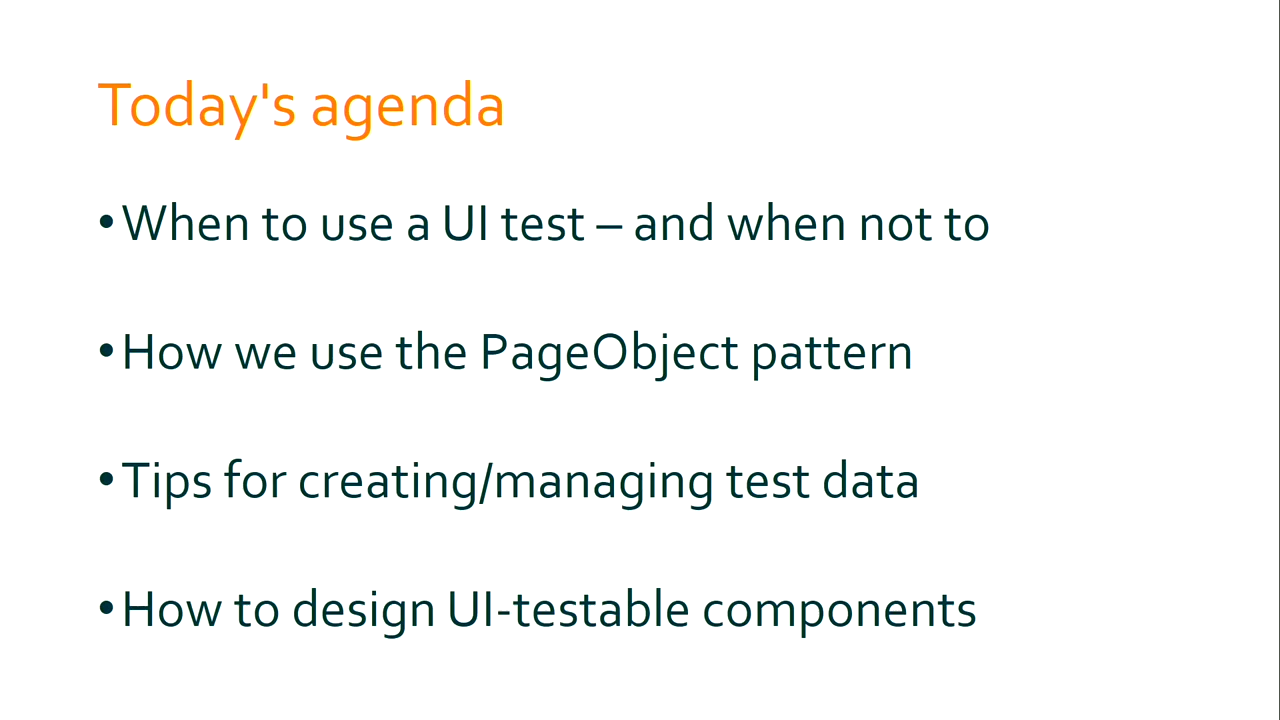 Today's agenda
•When to use a UI test – and when not to
•How we use the PageObject pattern
•Tips for creating/managing test data
•How to design UI-testable components